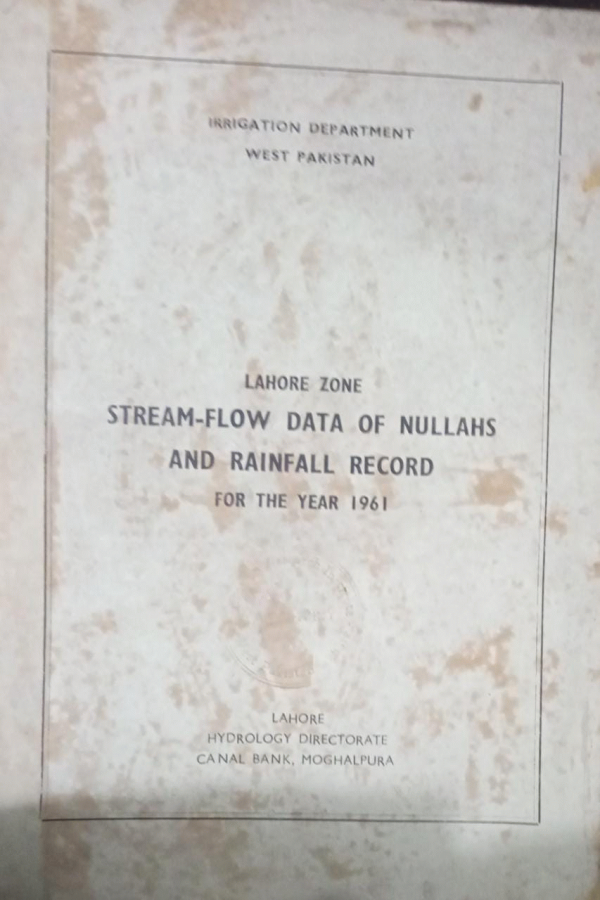 IRRIGATION DEPARTMENT
WEST PAKISTAN
LAHORE ZONE
STREAM-FLOW DATA OF NULLAHS
AND RAINFALL RECORD
FOR THE YEAR 1961
LAHORE
HYDROLOGY DIRECTORATE
CANAL BANK, MOGHALPURA